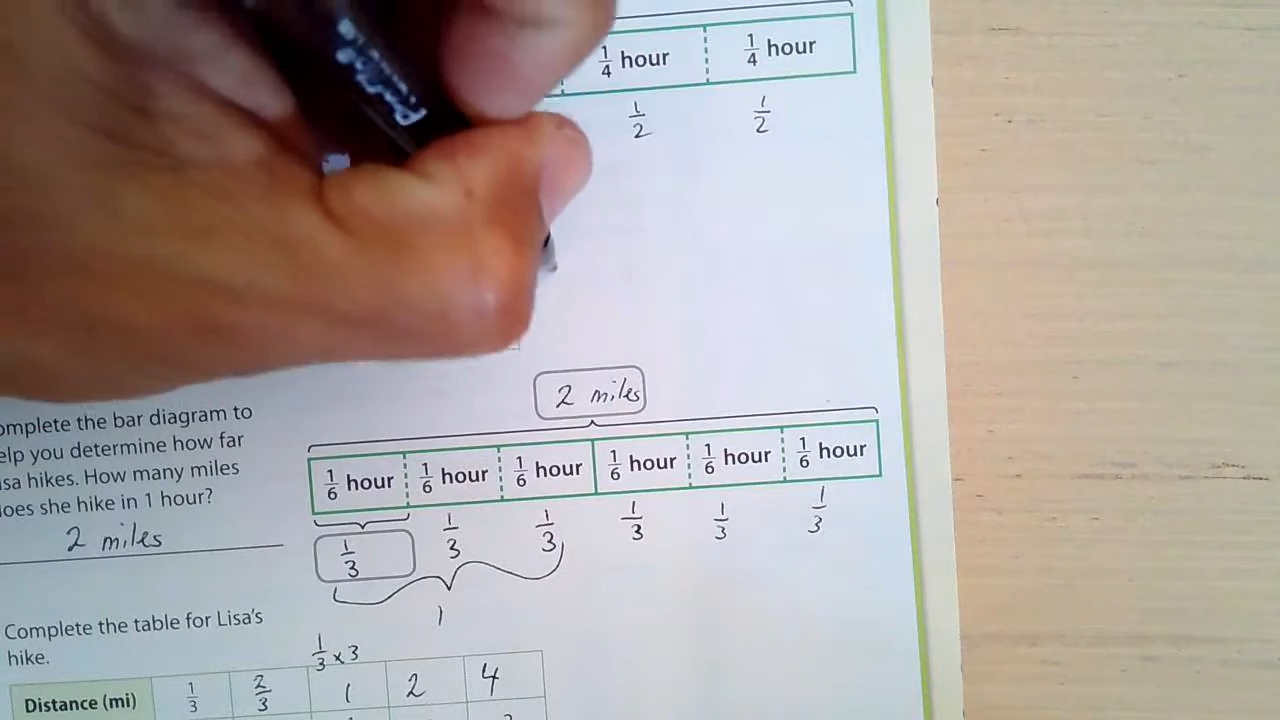 1/4 hour 1/4 hour
1/2 1/2
2 miles
omplete the bar diagram to
elp you determine how far
sa hikes. How many miles
oes she hike in 1 hour?
2 miles
1/6 hour 1/6 hour 1/6 hour 1/6 hour 1/6 hour 1/6 hour
1/3 1/3 1/3 1/3 1/3 1/3
1
Complete the table for Lisa's
hike.
1/3 x 3
Distance (mi) 1/3 2/3 1 2 4